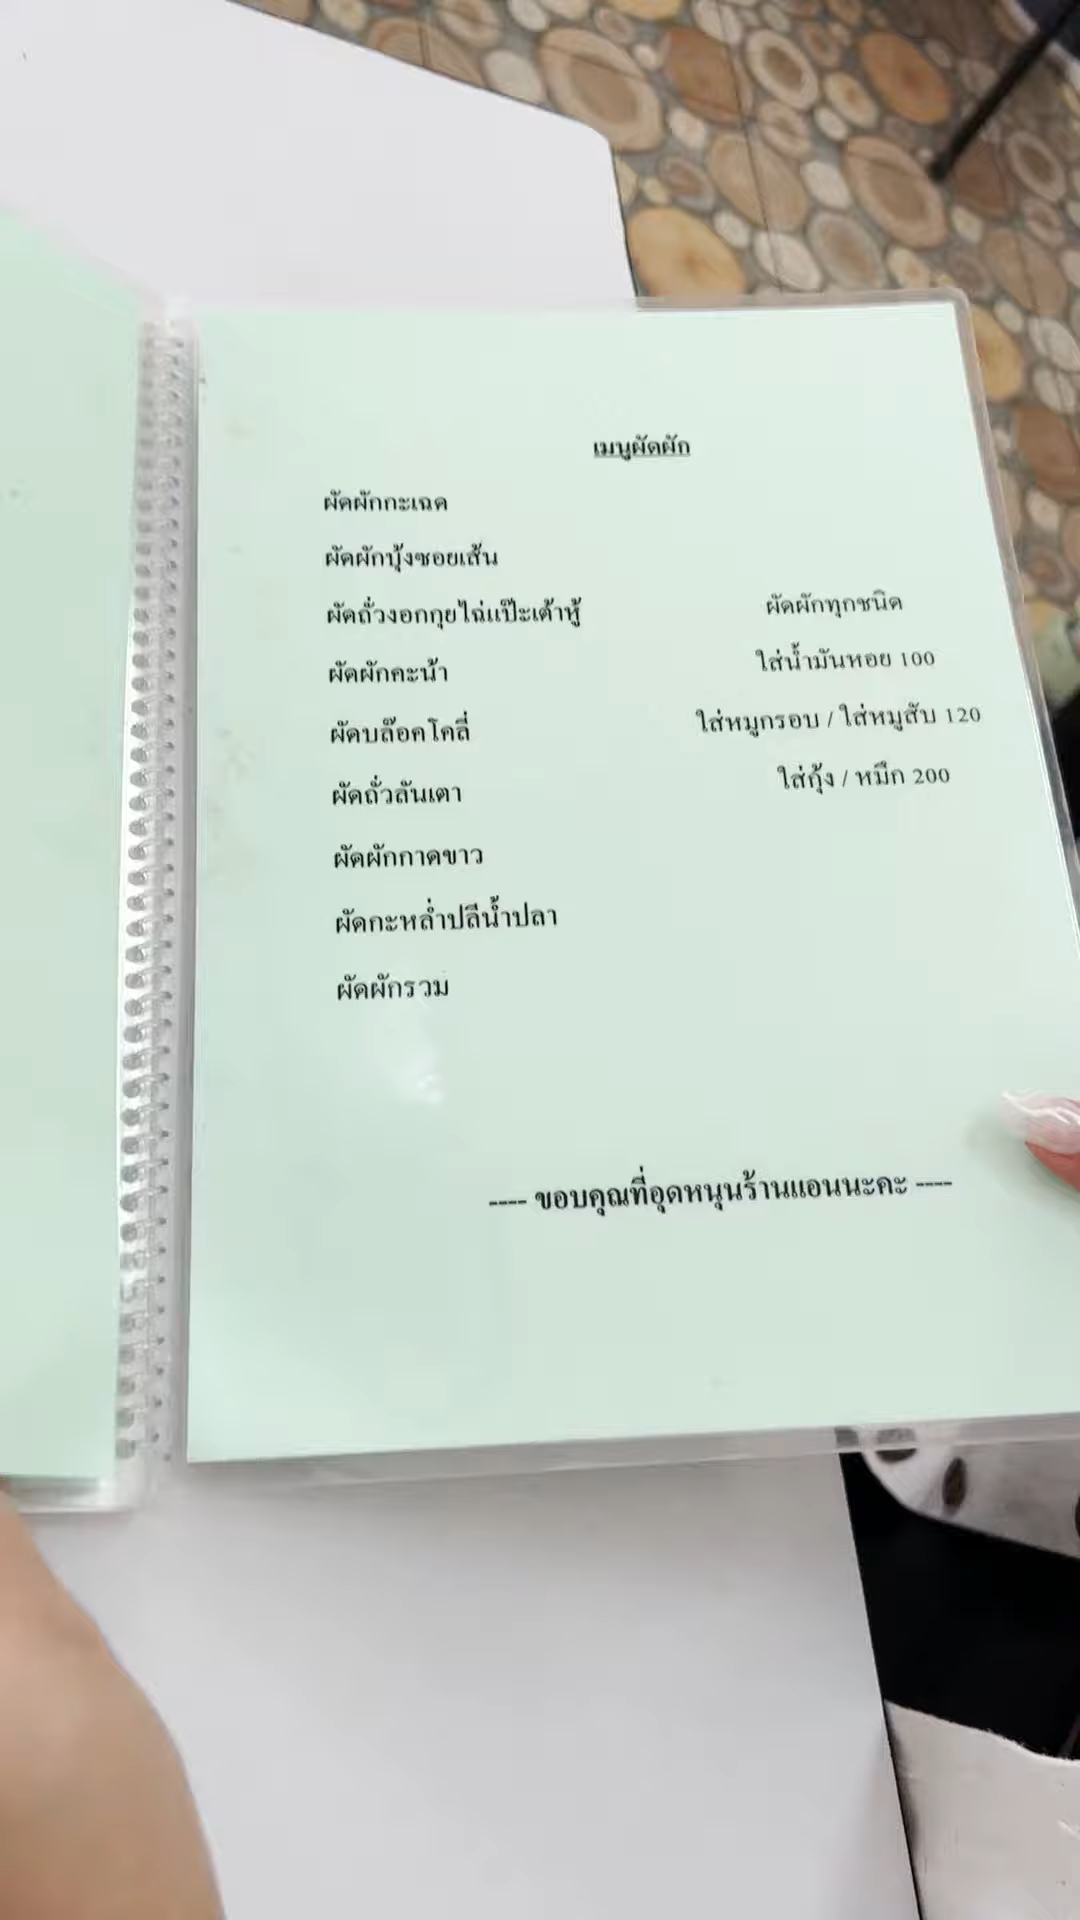 เมนูผัดผัก
ผัดผักกะเฉด
ผัดผักบุ้งซอยเส้น
ผัดถั่วงอกกุยไฉ่แป๊ะเต้าหู้
ผัดผักคะน้า
ผัดบล๊อคโคลี่
ผัดถั่วลันเตา
ผัดผักกาดขาว
ผัดกะหล่ำปลีน้ำปลา
ผัดผักรวม
ผัดผักทุกชนิด
ใส่น้ำมันหอย 100
ใส่หมูกรอบ / ใส่หมูสับ 120
ใส่กุ้ง / หมึก 200
---- ขอบคุณที่อุดหนุนร้านแอนนะคะ ----